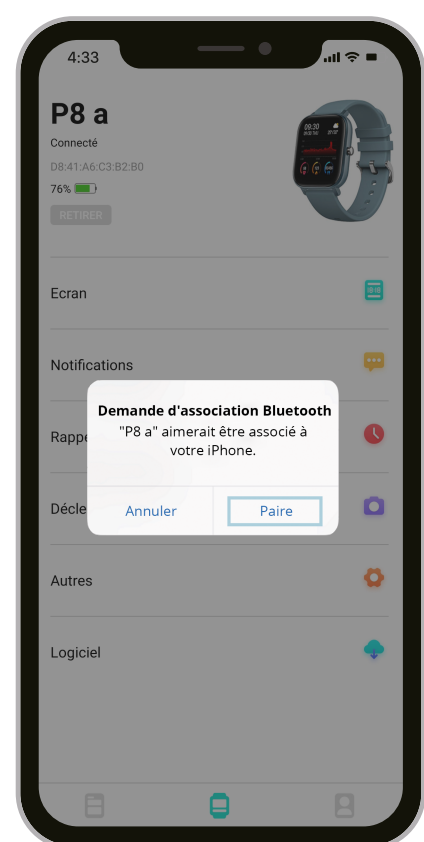 4:33
P8 a
Connecté
D8:41:A6:C3:B2:B0
76%
RETIRER
09:30
Ecran
Notifications
Demande d'association Bluetooth
"P8 a" aimerait être associé à
votre iPhone.
Rappe
Décle
Annuler
Paire
Autres
Logiciel